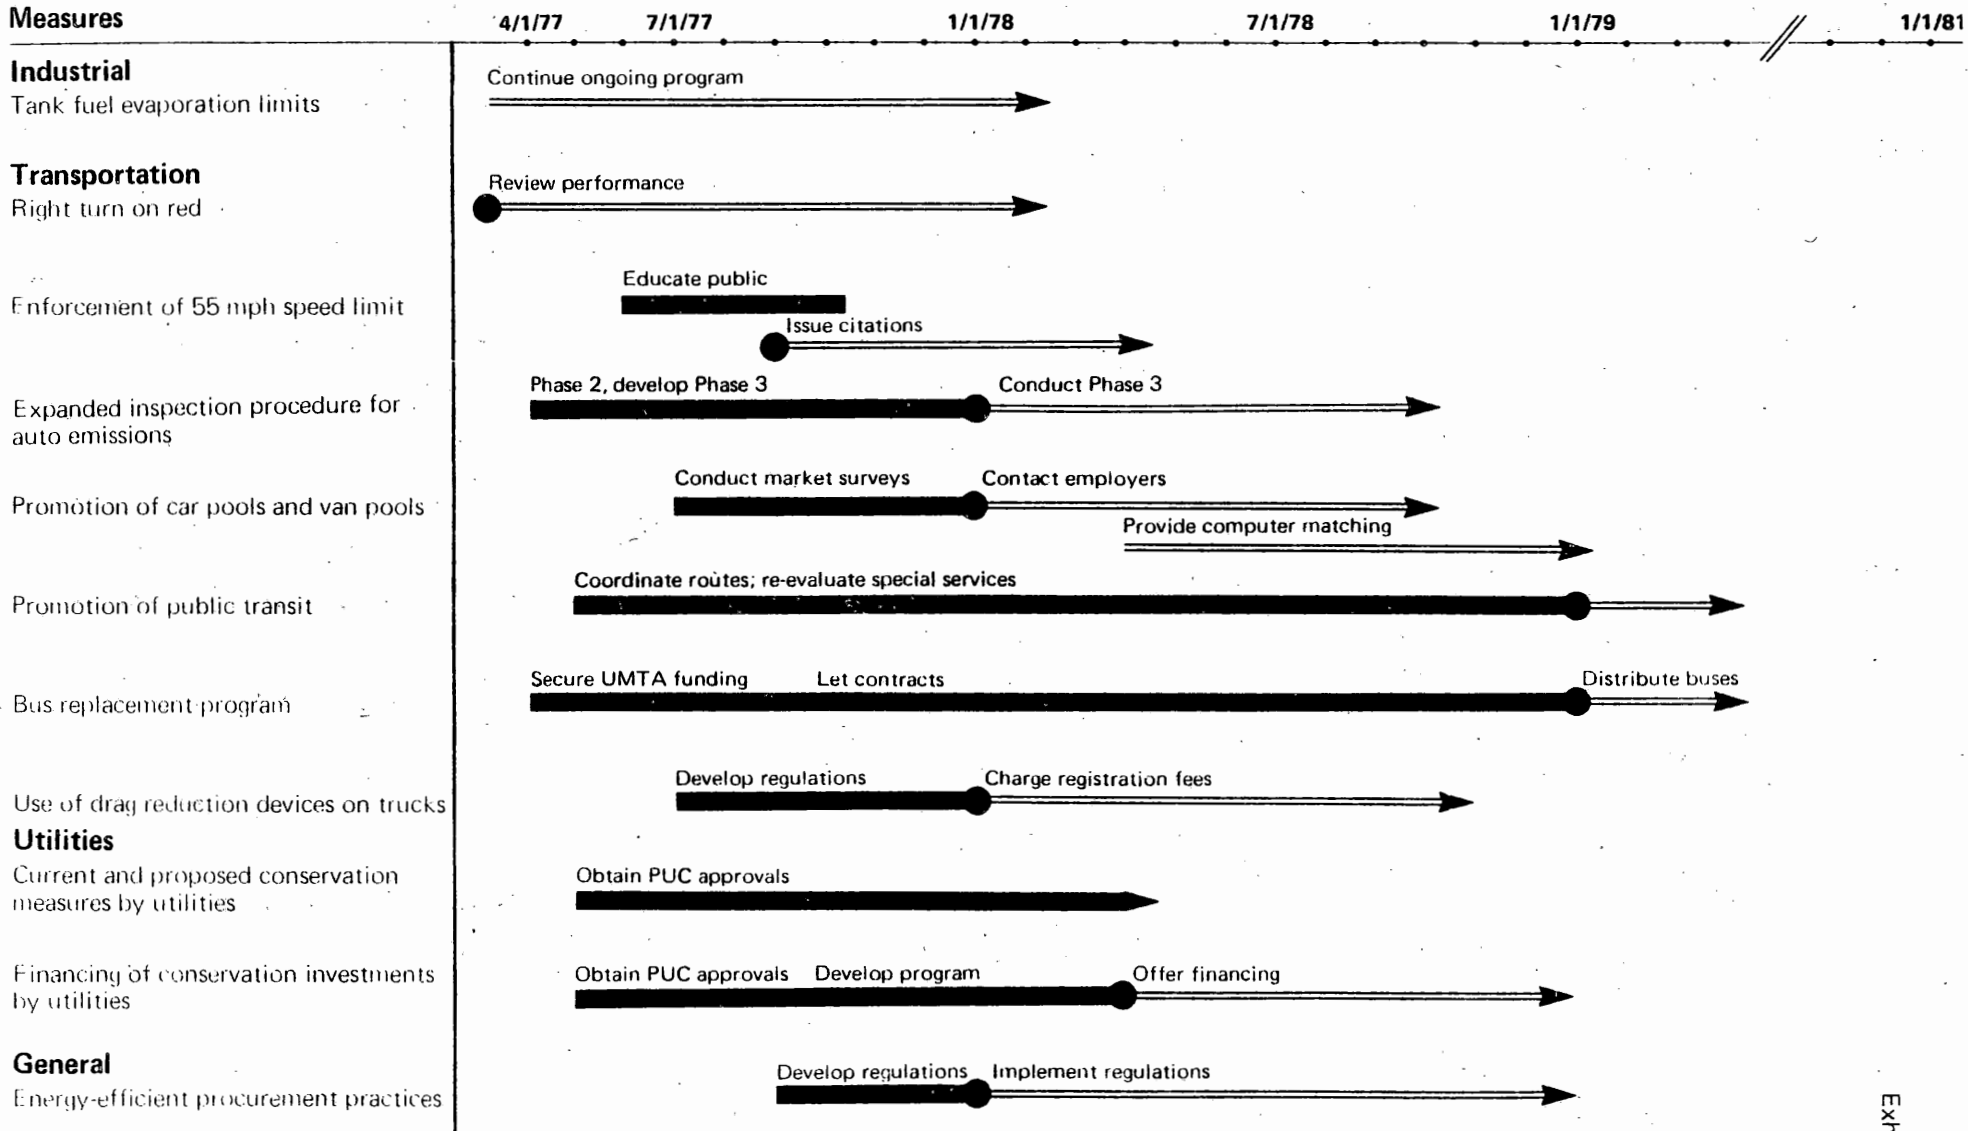 Measures 4/1/77 7/1/77 1/1/78 7/1/78 1/1/79 1/1/81
Industrial
Continue ongoing program
Tank fuel evaporation limits
Transportation
Review performance
Right turn on red
Educate public
Enforcement of 55 mph speed limit
Issue citations
Phase 2, develop Phase 3 Conduct Phase 3
Expanded inspection procedure for
auto emissions
Conduct market surveys Contact employers
Promotion of car pools and van pools
Provide computer matching
Coordinate routes; re-evaluate special services
Promotion of public transit
Secure UMTA funding Let contracts Distribute buses
Bus replacement program
Develop regulations Charge registration fees
Use of drag reduction devices on trucks
Utilities
Obtain PUC approvals
Current and proposed conservation
measures by utilities
Obtain PUC approvals Develop program Offer financing
Financing of conservation investments
by utilities
General
Develop regulations Implement regulations
Energy-efficient procurement practices